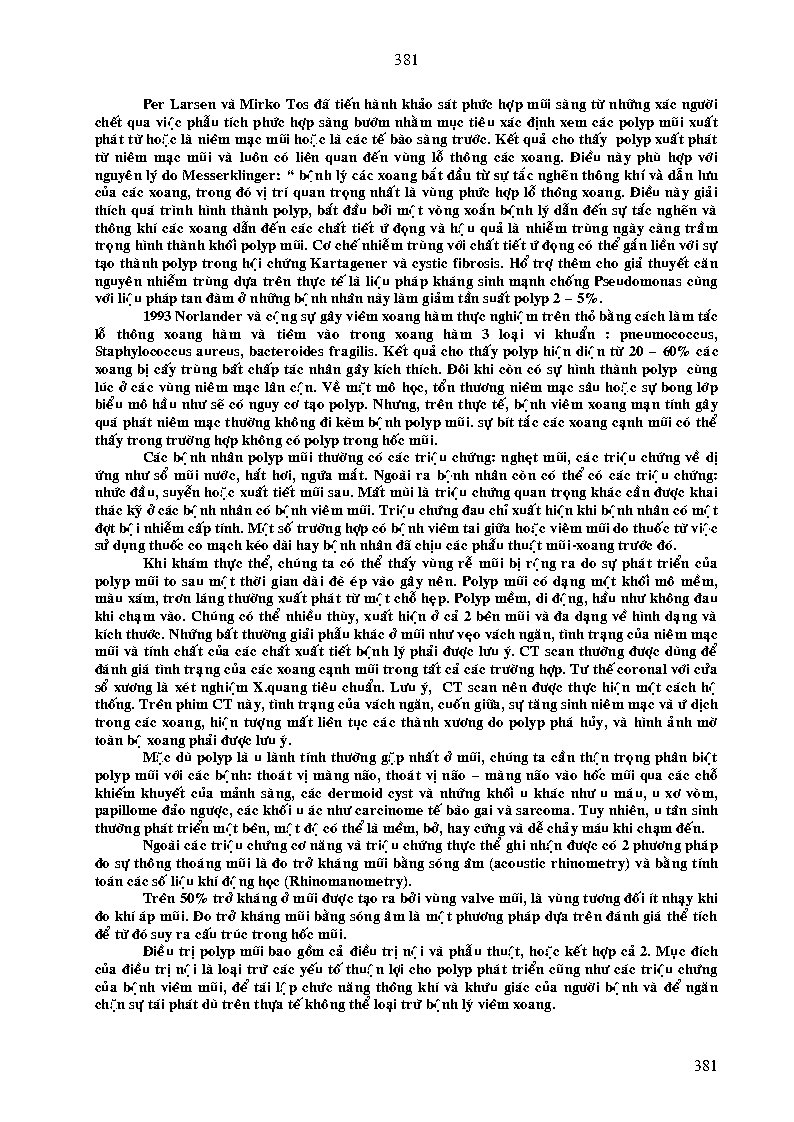 381
Per Larsen và Mirko Tos đã tiến hành khảo sát phức hợp mũi sàng từ những xác người
chết qua việc phẫu tích phức hợp sàng bướm nhằm mục tiêu xác định xem các polyp mũi xuất
phát từ hoặc là niêm mạc mũi hoặc là các tế bào sàng trước. Kết quả cho thấy polyp xuất phát
từ niêm mạc mũi và luôn có liên quan đến vùng lỗ thông các xoang. Điều này phù hợp với
nguyên lý do Messerklinger: “ bệnh lý các xoang bắt đầu từ sự tắc nghẽn thông khí và dẫn lưu
của các xoang, trong đó vị trí quan trọng nhất là vùng phức hợp lỗ thông xoang. Điều này giải
thích quá trình hình thành polyp, bắt đầu bởi một vòng xoắn bệnh lý dẫn đến sự tắc nghẽn và
thông khí các xoang dẫn đến các chất tiết ứ đọng và hậu quả là nhiễm trùng ngày càng trầm
trọng hình thành khối polyp mũi. Cơ chế nhiễm trùng với chất tiết ứ đọng có thể gắn liền với sự
tạo thành polyp trong hội chứng Kartagener và cystic fibrosis. Hổ trợ thêm cho giả thuyết căn
nguyên nhiễm trùng dựa trên thực tế là liệu pháp kháng sinh mạnh chống Pseudomonas cùng
với liệu pháp tan đàm ở những bệnh nhân này làm giảm tần suất polyp 2 – 5%.
1993 Norlander và cộng sự gây viêm xoang hàm thực nghiệm trên thỏ bằng cách làm tắc
lỗ thông xoang hàm và tiêm vào trong xoang hàm 3 loại vi khuẩn : pneumococcus,
Staphylococcus aureus, bacteroides fragilis. Kết quả cho thấy polyp hiện diện từ 20 – 60% các
xoang bị cấy trùng bất chấp tác nhân gây kích thích. Đôi khi còn có sự hình thành polyp cùng
lúc ở các vùng niêm mạc lân cận. Về mặt mô học, tổn thương niêm mạc sâu hoặc sự bong lớp
biểu mô hầu như sẽ có nguy cơ tạo polyp. Nhưng, trên thực tế, bệnh viêm xoang mạn tính gây
quá phát niêm mạc thường không đi kèm bệnh polyp mũi. sự bít tắc các xoang cạnh mũi có thể
thấy trong trường hợp không có polyp trong hốc mũi.
Các bệnh nhân polyp mũi thường có các triệu chứng: nghẹt mũi, các triệu chứng về dị
ứng như sổ mũi nước, hắt hơi, ngứa mắt. Ngoài ra bệnh nhân còn có thể có các triệu chứng:
nhức đầu, suyễn hoặc xuất tiết mũi sau. Mất mùi là triệu chứng quan trọng khác cần được khai
thác kỹ ở các bệnh nhân có bệnh viêm mũi. Triệu chứng đau chỉ xuất hiện khi bệnh nhân có một
đợt bội nhiễm cấp tính. Một số trường hợp có bệnh viêm tai giữa hoặc viêm mũi do thuốc từ việc
sử dụng thuốc co mạch kéo dài hay bệnh nhân đã chịu các phẫu thuật mũi-xoang trước đó.
Khi khám thực thể, chúng ta có thể thấy vùng rễ mũi bị rộng ra do sự phát triển của
polyp mũi to sau một thời gian dài đè ép vào gây nên. Polyp mũi có dạng một khối mô mềm,
màu xám, trơn láng thường xuất phát từ một chỗ hẹp. Polyp mềm, di động, hầu như không đau
khi chạm vào. Chúng có thể nhiều thùy, xuất hiện ở cả 2 bên mũi và đa dạng về hình dạng và
kích thước. Những bất thường giải phẫu khác ở mũi như vẹo vách ngăn, tình trạng của niêm mạc
mũi và tính chất của các chất xuất tiết bệnh lý phải được lưu ý. CT scan thường được dùng để
đánh giá tình trạng của các xoang cạnh mũi trong tất cả các trường hợp. Tư thế coronal với cửa
sổ xương là xét nghiệm X.quang tiêu chuẩn. Lưu ý, CT scan nên được thực hiện một cách hệ
thống. Trên phim CT này, tình trạng của vách ngăn, cuốn giữa, sự tăng sinh niêm mạc và ứ dịch
trong các xoang, hiện tượng mất liên tục các thành xương do polyp phá hủy, và hình ảnh mờ
toàn bộ xoang phải được lưu ý.
Mặc dù polyp là u lành tính thường gặp nhất ở mũi, chúng ta cần thận trọng phân biệt
polyp mũi với các bệnh: thoát vị màng não, thoát vị não – màng não vào hốc mũi qua các chỗ
khiếm khuyết của mảnh sàng, các dermoid cyst và những khối u khác như u máu, u xơ vòm,
papillome đảo ngược, các khối u ác như carcinome tế bào gai và sarcoma. Tuy nhiên, u tân sinh
thường phát triển một bên, mật độ có thể là mềm, bở, hay cứng và dễ chảy máu khi chạm đến.
Ngoài các triệu chứng cơ năng và triệu chứng thực thể ghi nhận được có 2 phương pháp
đo sự thông thoáng mũi là đo trở kháng mũi bằng sóng âm (acoustic rhinometry) và bằng tính
toán các số liệu khí động học (Rhinomanometry).
Trên 50% trở kháng ở mũi được tạo ra bởi vùng valve mũi, là vùng tương đối ít nhạy khi
đo khí áp mũi. Đo trở kháng mũi bằng sóng âm là một phương pháp dựa trên đánh giá thể tích
để từ đó suy ra cấu trúc trong hốc mũi.
Điều trị polyp mũi bao gồm cả điều trị nội và phẫu thuật, hoặc kết hợp cả 2. Mục đích
của điều trị nội là loại trừ các yếu tố thuận lợi cho polyp phát triển cũng như các triệu chứng
của bệnh viêm mũi, để tái lập chức năng thông khí và khứu giác của người bệnh và để ngăn
chặn sự tái phát dù trên thựa tế không thể loại trừ bệnh lý viêm xoang.
381